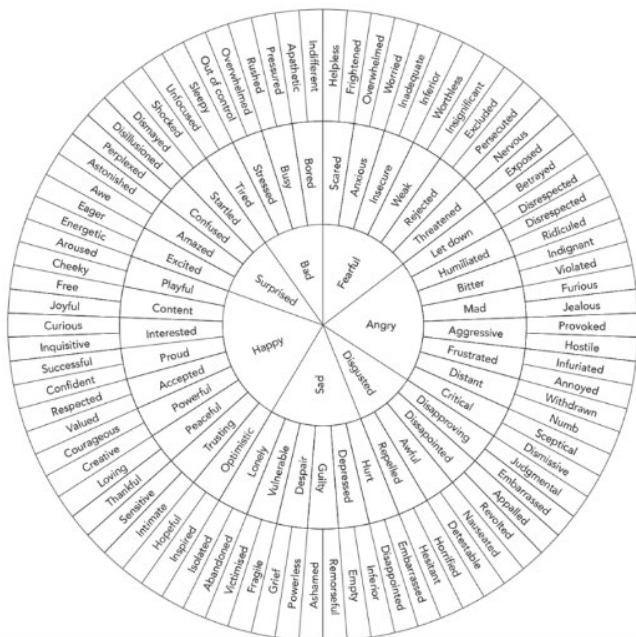 Fearful
Angry
Disgusted
Sad
Happy
Surprised
Bad
Scared
Anxious
Insecure
Weak
Rejected
Threatened
Let down
Humiliated
Bitter
Mad
Aggressive
Frustrated
Distant
Critical
Disapproving
Dissapointed
Awful
Repelled
Hurt
Depressed
Guilty
Despair
Vulnerable
Lonely
Optimistic
Trusting
Peaceful
Powerful
Accepted
Proud
Interested
Content
Playful
Excited
Amazed
Confused
Startled
Tired
Stressed
Busy
Bored
Helpless
Frightened
Overwhelmed
Worried
Inadequate
Inferior
Worthless
Insignificant
Excluded
Persecuted
Nervous
Exposed
Betrayed
Disrespected
Disrespected
Ridiculed
Indignant
Violated
Furious
Jealous
Provoked
Hostile
Infuriated
Annoyed
Withdrawn
Numb
Sceptical
Dismissive
Judgmental
Embarrassed
Appalled
Revolted
Nauseated
Detestable
Horrified
Hesitant
Embarrassed
Disappointed
Inferior
Empty
Remorseful
Ashamed
Powerless
Grief
Fragile
Victimised
Abandoned
Isolated
Inspired
Hopeful
Intimate
Sensitive
Thankful
Loving
Creative
Courageous
Valued
Respected
Confident
Successful
Inquisitive
Curious
Joyful
Free
Cheeky
Aroused
Energetic
Eager
Awe
Astonished
Perplexed
Disillusioned
Dismayed
Shocked
Unfocused
Sleepy
Out of control
Overwhelmed
Rushed
Pressured
Apathetic
Indifferent